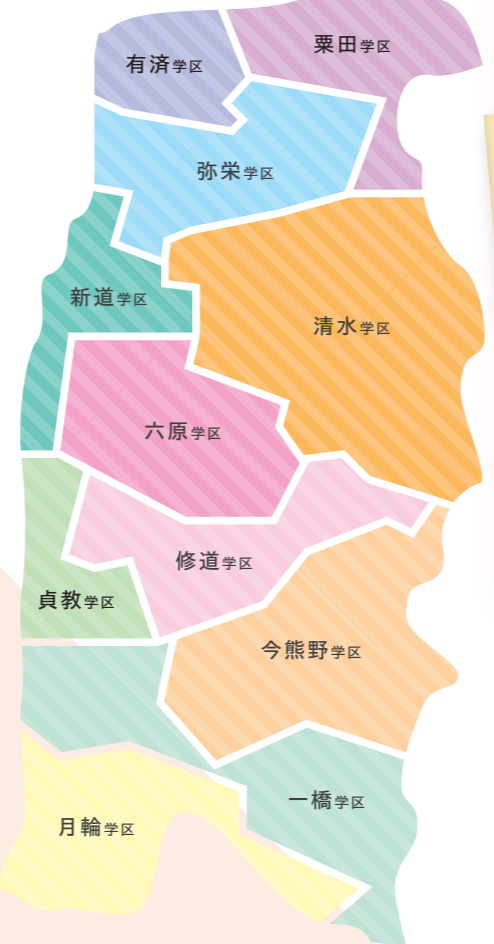 粟田学区
有済学区
弥栄学区
新道学区
清水学区
六原学区
修道学区
貞教学区
今熊野学区
一橋学区
月輪学区